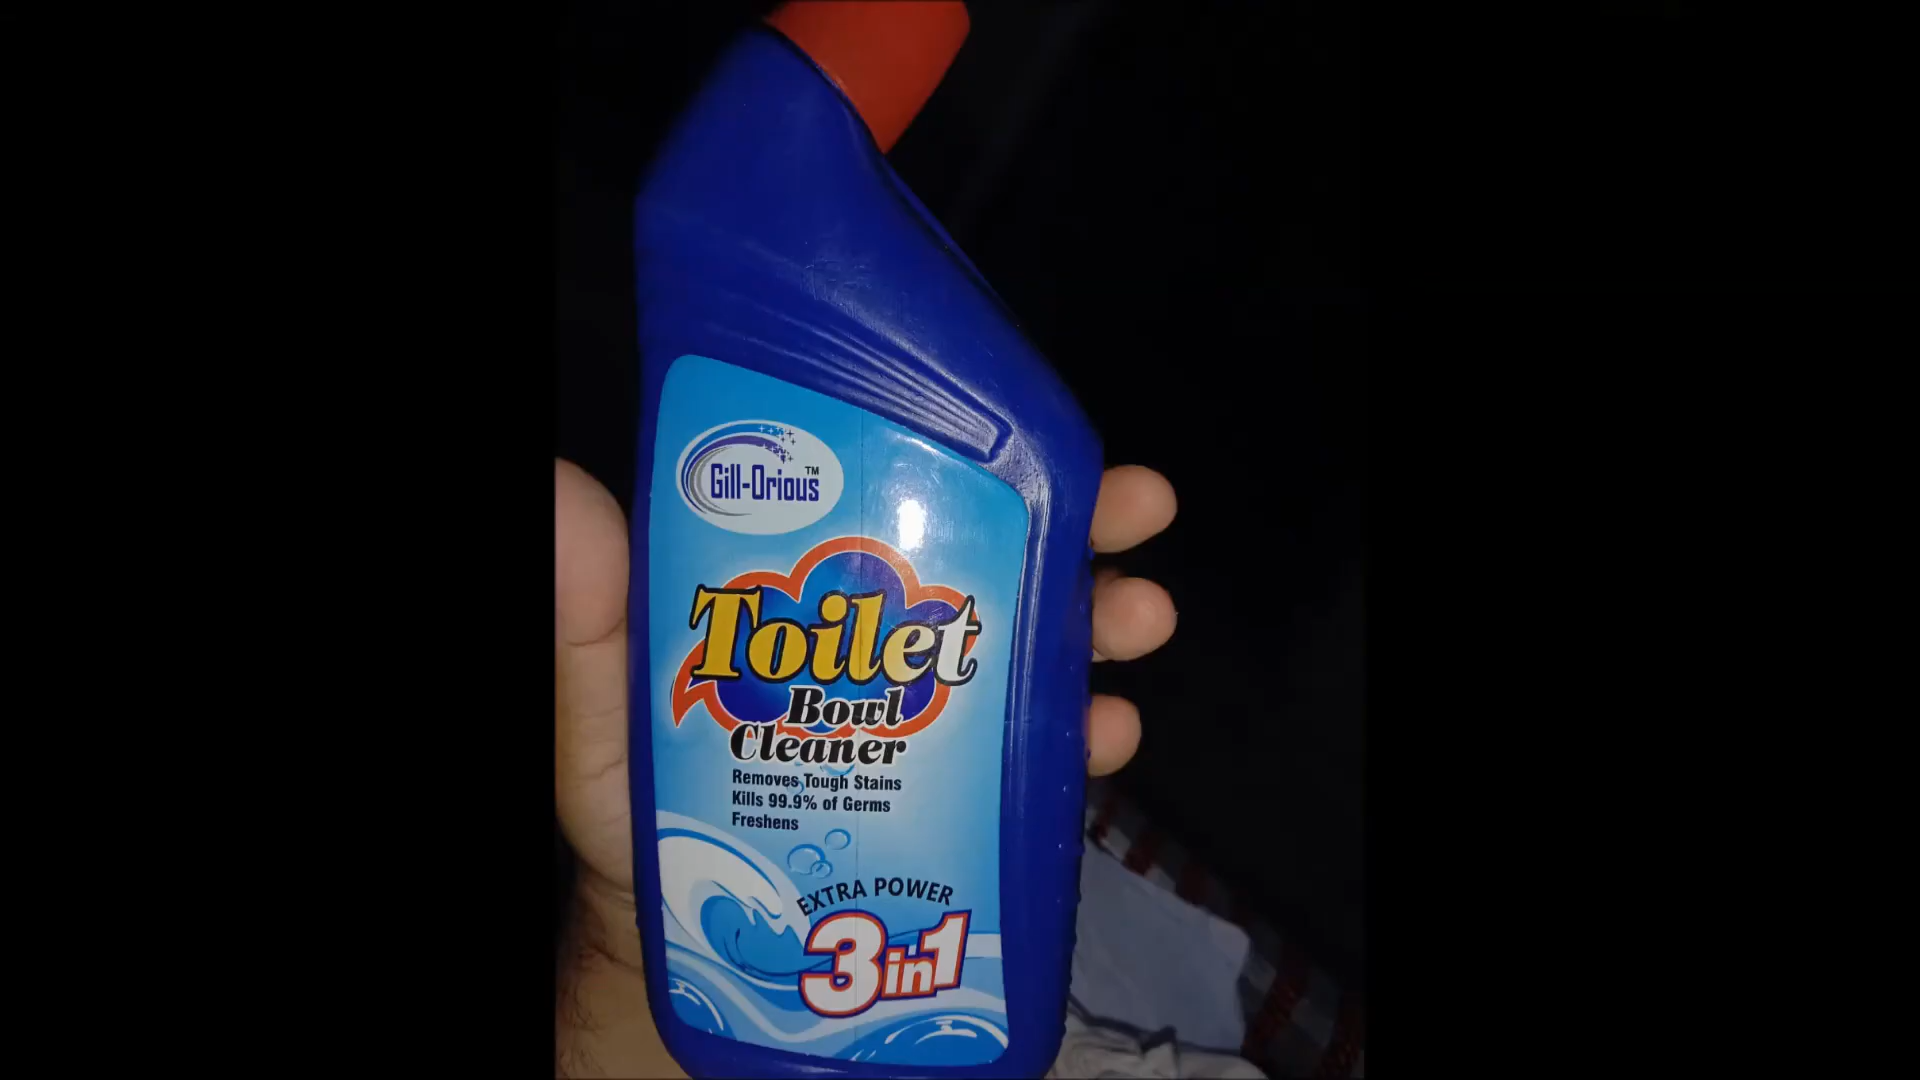 Gill-Orious™
Toilet
Bowl
Cleaner
Removes Tough Stains
Kills 99.9% of Germs
Freshens
EXTRA POWER
3in1